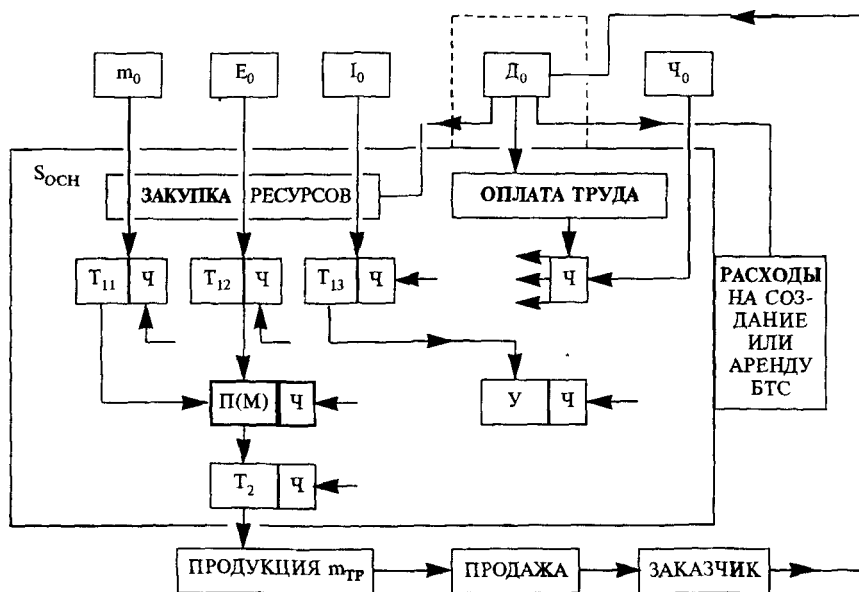 m₀ E₀ I₀ Д₀ Ч₀
S_ОСН
ЗАКУПКА РЕСУРСОВ
ОПЛАТА ТРУДА
T₁₁ Ч T₁₂ Ч T₁₃ Ч Ч
РАСХОДЫ
НА СОЗ-
ДАНИЕ
ИЛИ
АРЕНДУ
БТС
П(М) Ч У Ч
T₂ Ч
ПРОДУКЦИЯ m_ТР ПРОДАЖА ЗАКАЗЧИК